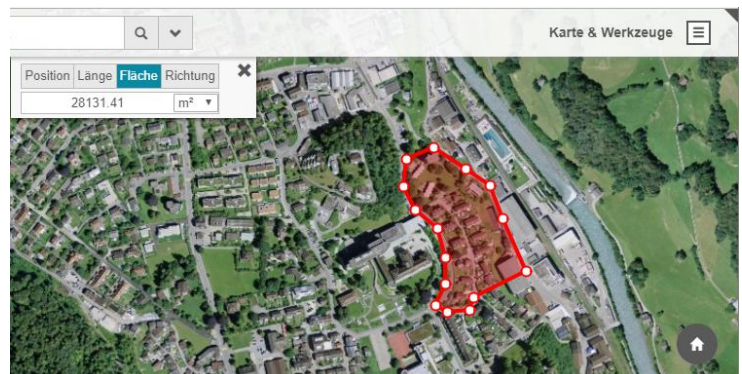 Karte & Werkzeuge
Position Länge Fläche Richtung
28131.41 m²